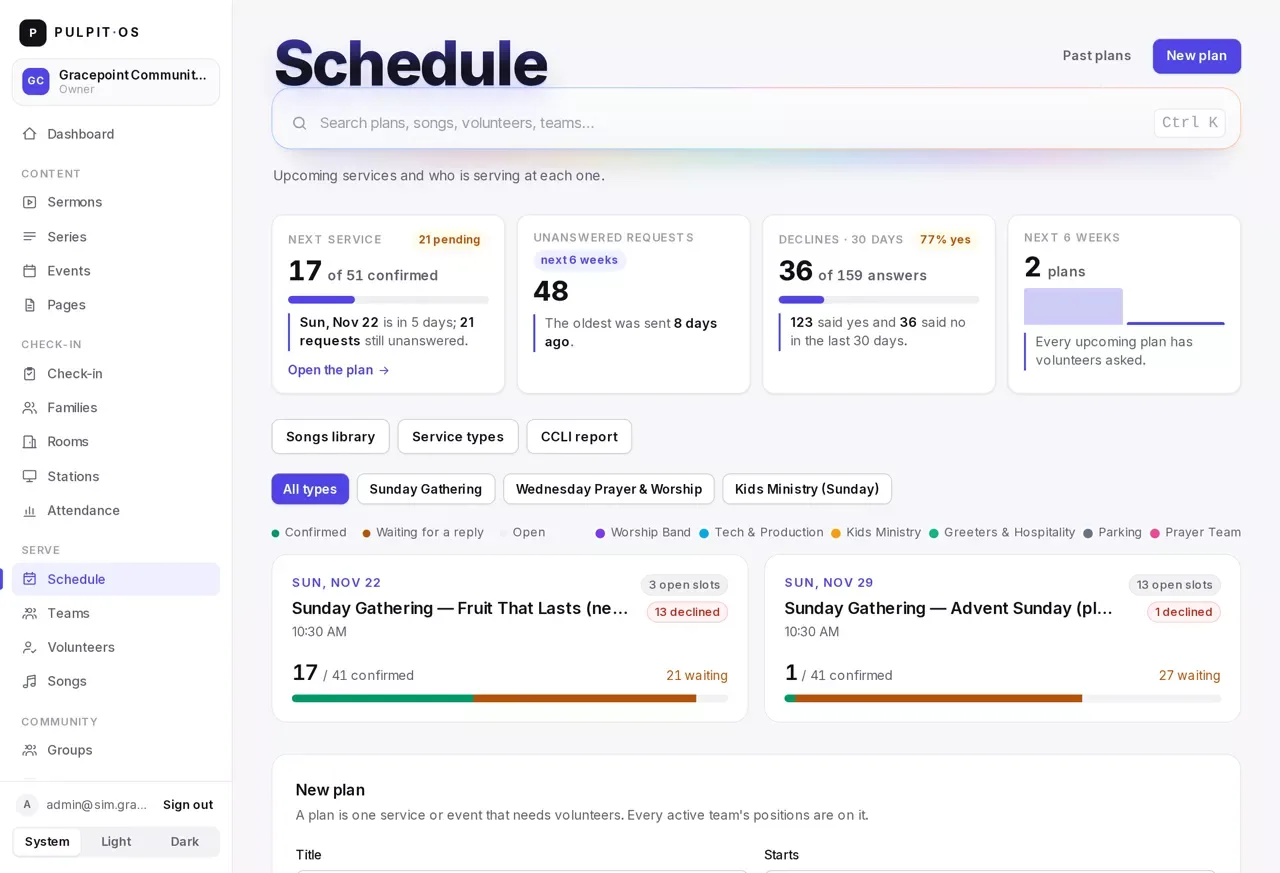 P PULPIT·OS
GC Gracepoint Communit...
Owner
Dashboard
CONTENT
Sermons
Series
Events
Pages
CHECK-IN
Check-in
Families
Rooms
Stations
Attendance
SERVE
Schedule
Teams
Volunteers
Songs
COMMUNITY
Groups
A admin@sim.gra... Sign out
System Light Dark
Schedule
Past plans New plan
Search plans, songs, volunteers, teams... Ctrl K
Upcoming services and who is serving at each one.
NEXT SERVICE 21 pending
17 of 51 confirmed
Sun, Nov 22 is in 5 days; 21
requests still unanswered.
Open the plan →
UNANSWERED REQUESTS
next 6 weeks
48
The oldest was sent 8 days
ago.
DECLINES · 30 DAYS 77% yes
36 of 159 answers
123 said yes and 36 said no
in the last 30 days.
NEXT 6 WEEKS
2 plans
Every upcoming plan has
volunteers asked.
Songs library Service types CCLI report
All types Sunday Gathering Wednesday Prayer & Worship Kids Ministry (Sunday)
Confirmed Waiting for a reply Open Worship Band Tech & Production Kids Ministry Greeters & Hospitality Parking Prayer Team
SUN, NOV 22 3 open slots
Sunday Gathering — Fruit That Lasts (ne... 13 declined
10:30 AM
17 / 41 confirmed 21 waiting
SUN, NOV 29 13 open slots
Sunday Gathering — Advent Sunday (pl... 1 declined
10:30 AM
1 / 41 confirmed 27 waiting
New plan
A plan is one service or event that needs volunteers. Every active team's positions are on it.
Title Starts